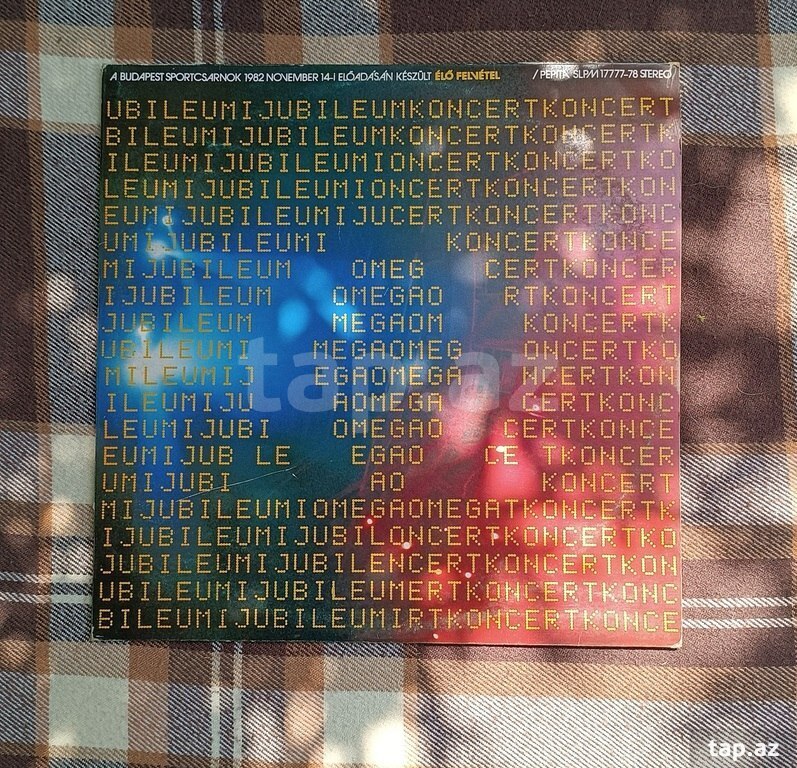 A BUDAPEST SPORTCSARNOK 1982 NOVEMBER 14-I ELŐADÁSÁN KÉSZÜLT ÉLŐ FELVÉTEL / PEPITA SLPM 17777-78 STEREO
UBILEUMIJUBILEUMKONCERTKONCERT
BILEUMIJUBILEUMKONCERTKONCERTK
ILEUMIJUBILEUMIONCERTKONCERTKO
LEUMIJUBILEUMIONCERTKONCERTKON
EUMIJUBILEUMIJUCERTKONCERTKONC
UMIJUBILEUMI KONCERTKONCE
MIJUBILEUM OMEG CERTKONCER
IJUBILEUM OMEGAO RTKONCERT
JUBILEUM MEGAOM KONCERTK
UBILEUMI MEGAOMEG ONCERTKO
MILEUMIJ EGAOMEGA NCERTKON
ILEUMIJU AOMEGA CERTKONC
LEUMIJUBI OMEGAO CERTKONCE
EUMIJUB LE EGAO CE TKONCER
UMIJUBI AO KONCERT
MIJUBILEUMIOMEGAOMEGATKONCERTK
IJUBILEUMIJUBILONCERTKONCERTKO
JUBILEUMIJUBILENCERTKONCERTKON
UBILEUMIJUBILEUMERTKONCERTKONC
BILEUMIJUBILEUMIRTKONCERTKONCE
tap.az
tap.az